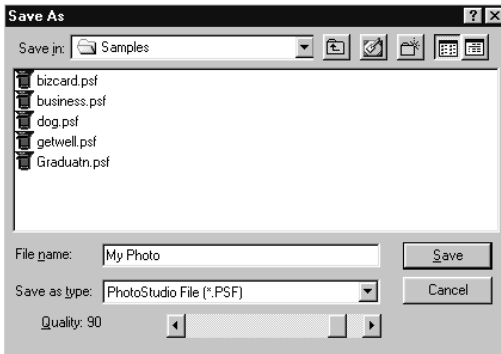 Save As
Save in: Samples
bizcard.psf
business.psf
dog.psf
getwell.psf
Graduatn.psf
File name: My Photo Save
Save as type: PhotoStudio File (*.PSF) Cancel
Quality: 90